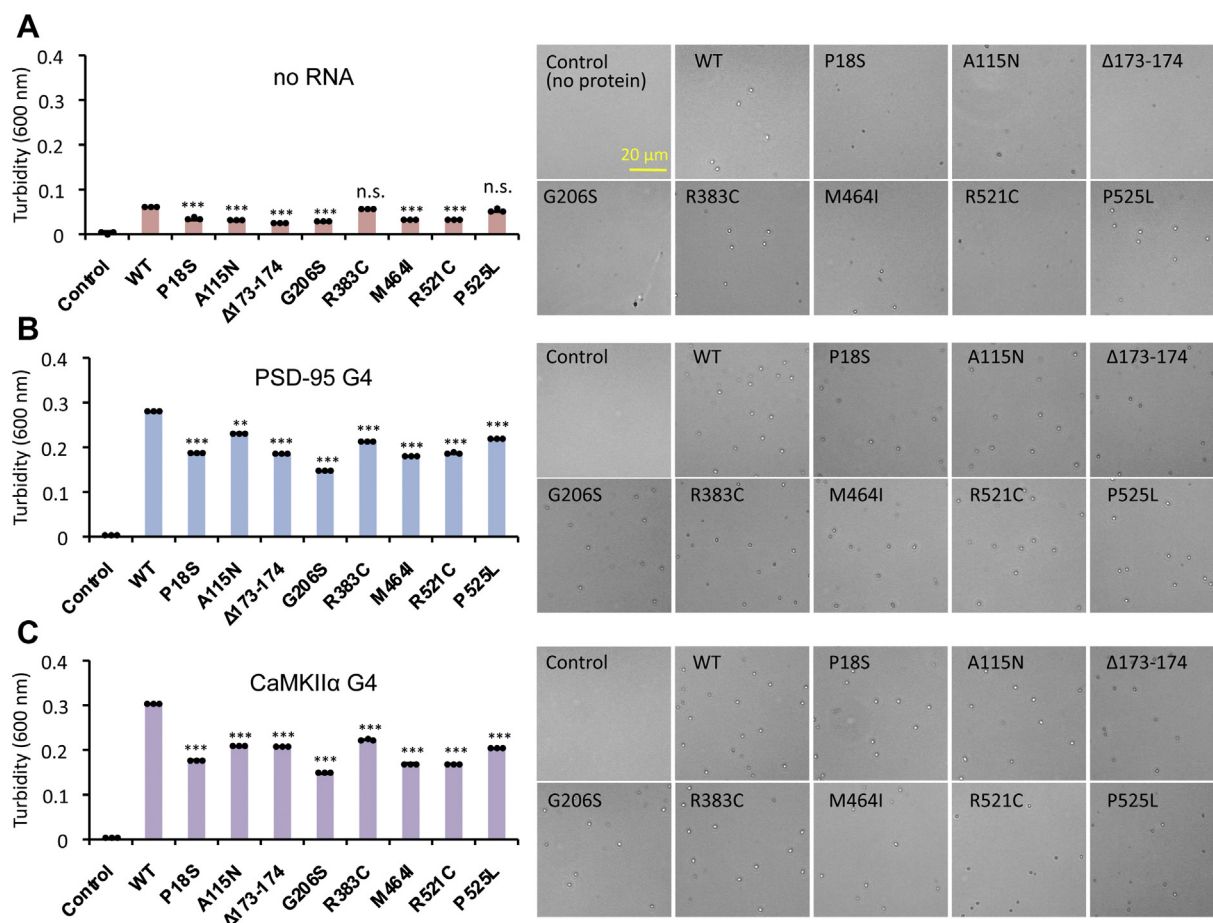 A
Turbidity (600 nm)
0.4
0.3
0.2
0.1
0
no RNA
*** *** *** *** n.s. *** *** n.s.
Control WT P18S A115N Δ173-174 G206S R383C M464I R521C P525L
Control
(no protein)
20 μm
WT P18S A115N Δ173-174
G206S R383C M464I R521C P525L
B
Turbidity (600 nm)
0.4
0.3
0.2
0.1
0
PSD-95 G4
*** ** *** *** *** *** *** ***
Control WT P18S A115N Δ173-174 G206S R383C M464I R521C P525L
Control WT P18S A115N Δ173-174
G206S R383C M464I R521C P525L
C
Turbidity (600 nm)
0.4
0.3
0.2
0.1
0
CaMKIIα G4
*** *** *** *** *** *** *** ***
Control WT P18S A115N Δ173-174 G206S R383C M464I R521C P525L
Control WT P18S A115N Δ173-174
G206S R383C M464I R521C P525L